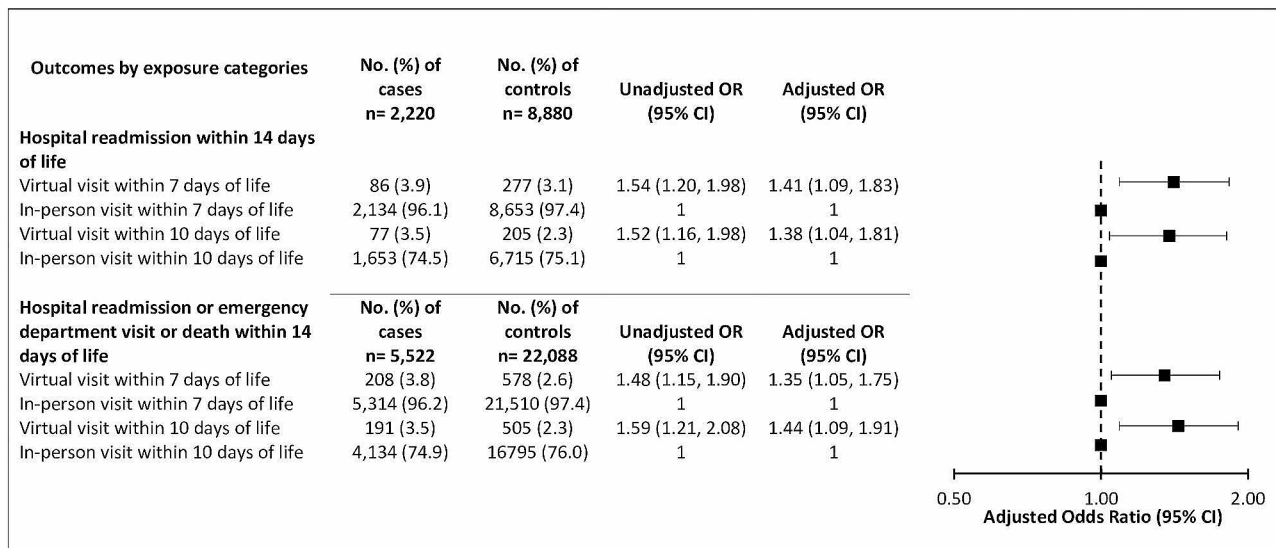 Outcomes by exposure categories No. (%) of cases n= 2,220 No. (%) of controls n= 8,880 Unadjusted OR (95% CI) Adjusted OR (95% CI)
Hospital readmission within 14 days
of life
Virtual visit within 7 days of life 86 (3.9) 277 (3.1) 1.54 (1.20, 1.98) 1.41 (1.09, 1.83)
In-person visit within 7 days of life 2,134 (96.1) 8,653 (97.4) 1 1
Virtual visit within 10 days of life 77 (3.5) 205 (2.3) 1.52 (1.16, 1.98) 1.38 (1.04, 1.81)
In-person visit within 10 days of life 1,653 (74.5) 6,715 (75.1) 1 1
Hospital readmission or emergency No. (%) of No. (%) of
department visit or death within 14 cases controls Unadjusted OR Adjusted OR
days of life n= 5,522 n= 22,088 (95% CI) (95% CI)
Virtual visit within 7 days of life 208 (3.8) 578 (2.6) 1.48 (1.15, 1.90) 1.35 (1.05, 1.75)
In-person visit within 7 days of life 5,314 (96.2) 21,510 (97.4) 1 1
Virtual visit within 10 days of life 191 (3.5) 505 (2.3) 1.59 (1.21, 2.08) 1.44 (1.09, 1.91)
In-person visit within 10 days of life 4,134 (74.9) 16795 (76.0) 1 1
0.50 1.00 2.00
Adjusted Odds Ratio (95% CI)